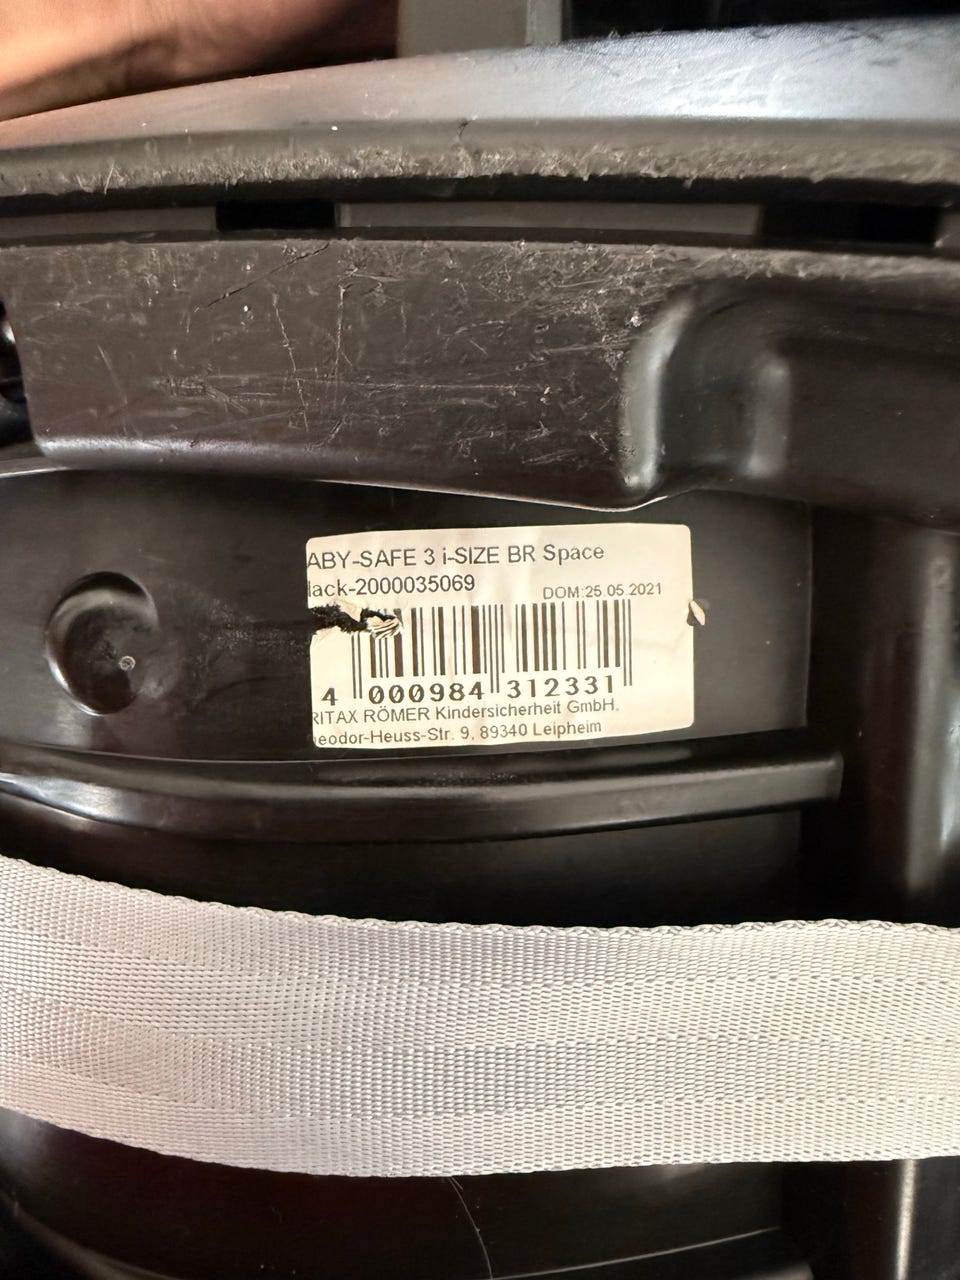 ABY-SAFE 3 i-SIZE BR Space
lack-2000035069
DOM:25.05.2021
4 000984 312331
RITAX RÖMER Kindersicherheit GmbH.
eodor-Heuss-Str. 9, 89340 Leipheim